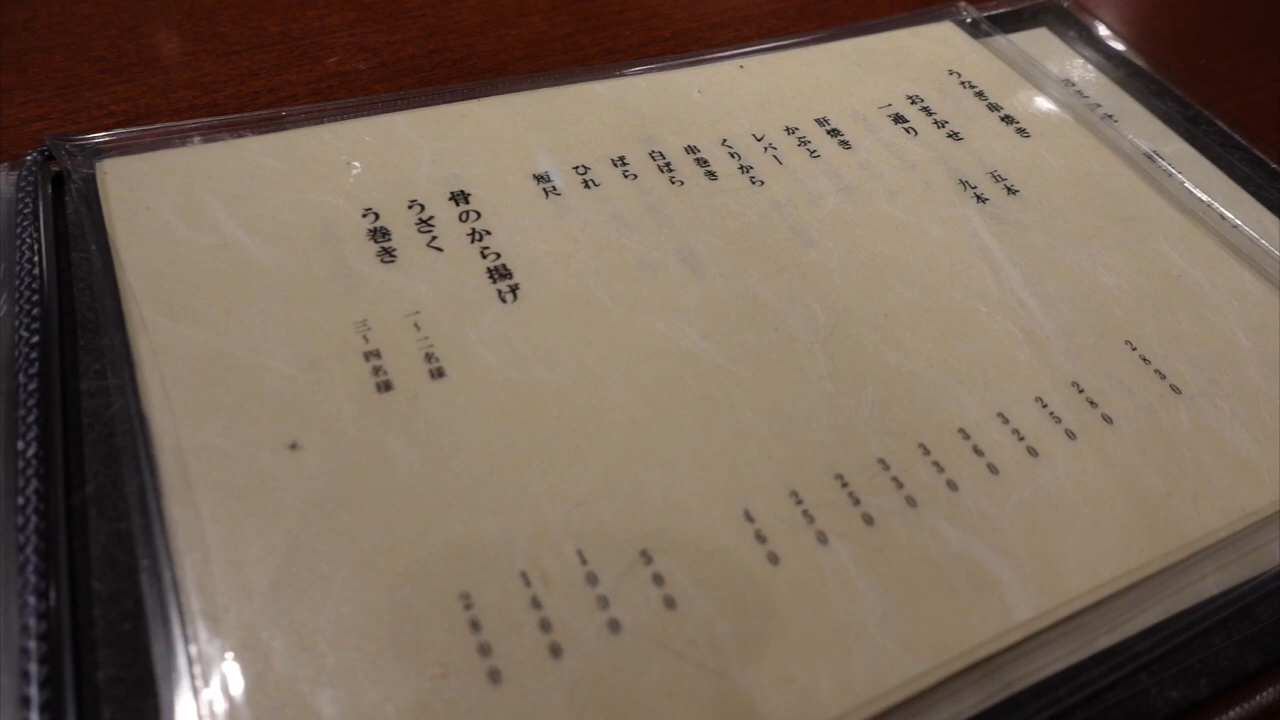 うなぎ串焼き
おまかせ 五本
一通り 九本 2830
肝焼き 280
かぶと 250
レバー 320
くりから 360
串巻き 330
白ばら 330
ばら 250
ひれ 250
短尺 460
骨のから揚げ 500
うさく 1000
う巻き 一〜二名様 1400
三〜四名様 2800